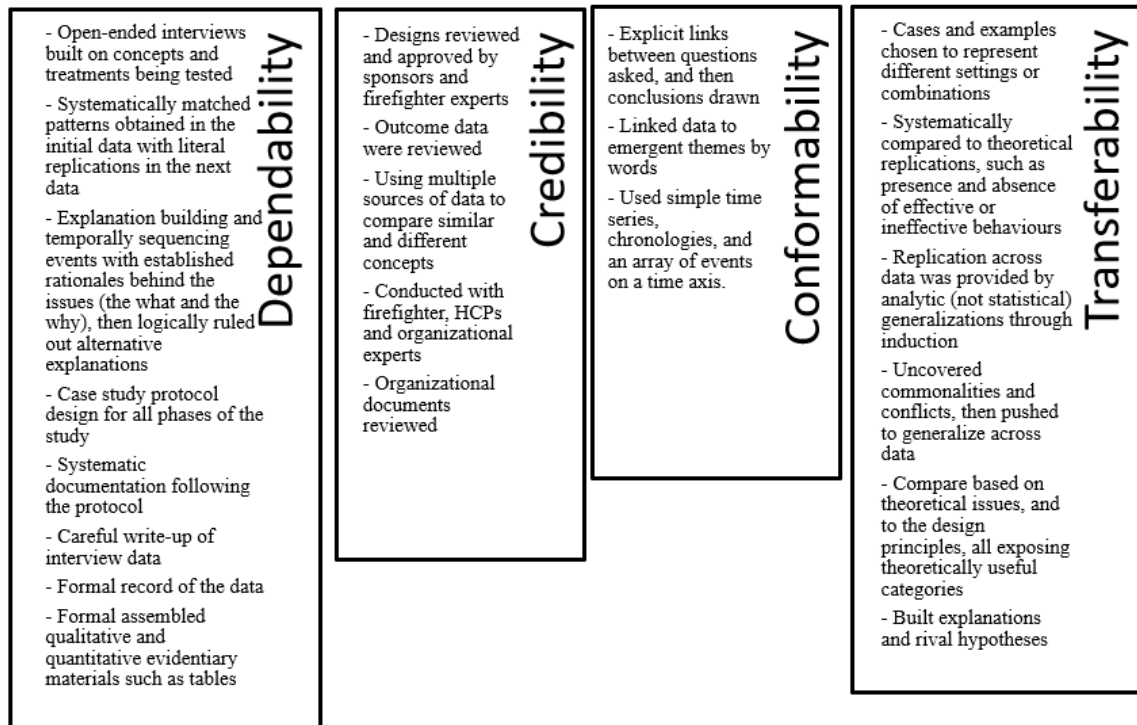 - Open-ended interviews
built on concepts and
treatments being tested
- Systematically matched
patterns obtained in the
initial data with literal
replications in the next
data
- Explanation building and
temporally sequencing
events with established
rationales behind the
issues (the what and the
why), then logically ruled
out alternative
explanations
- Case study protocol
design for all phases of the
study
- Systematic
documentation following
the protocol
- Careful write-up of
interview data
- Formal record of the data
- Formal assembled
qualitative and
quantitative evidentiary
materials such as tables
Dependability
- Designs reviewed
and approved by
sponsors and
firefighter experts
- Outcome data
were reviewed
- Using multiple
sources of data to
compare similar
and different
concepts
- Conducted with
firefighter, HCPs
and organizational
experts
- Organizational
documents
reviewed
Credibility
- Explicit links
between questions
asked, and then
conclusions drawn
- Linked data to
emergent themes by
words
- Used simple time
series,
chronologies, and
an array of events
on a time axis.
Conformability
- Cases and examples
chosen to represent
different settings or
combinations
- Systematically
compared to theoretical
replications, such as
presence and absence
of effective or
ineffective behaviours
- Replication across
data was provided by
analytic (not statistical)
generalizations through
induction
- Uncovered
commonalities and
conflicts, then pushed
to generalize across
data
- Compare based on
theoretical issues, and
to the design
principles, all exposing
theoretically useful
categories
- Built explanations
and rival hypotheses
Transferability